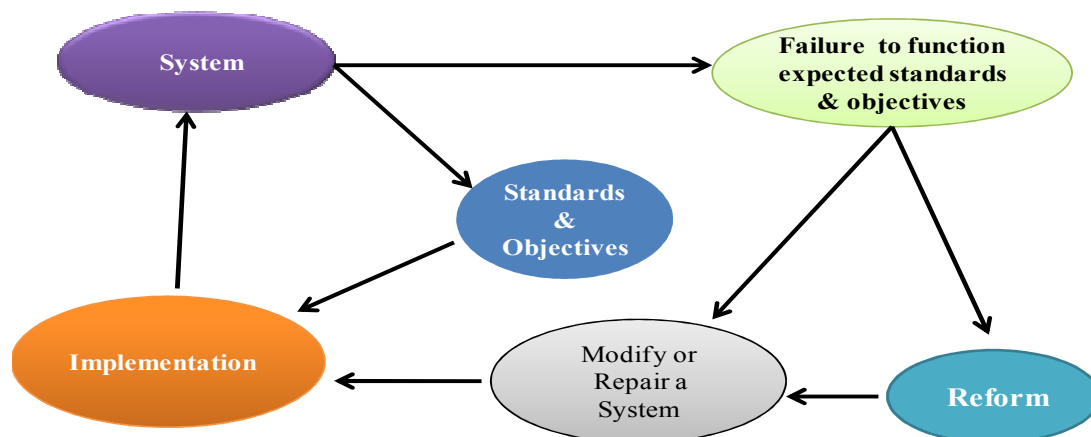 System
Failure to function
expected standards
& objectives
Standards
&
Objectives
Implementation
Modify or
Repair a
System
Reform